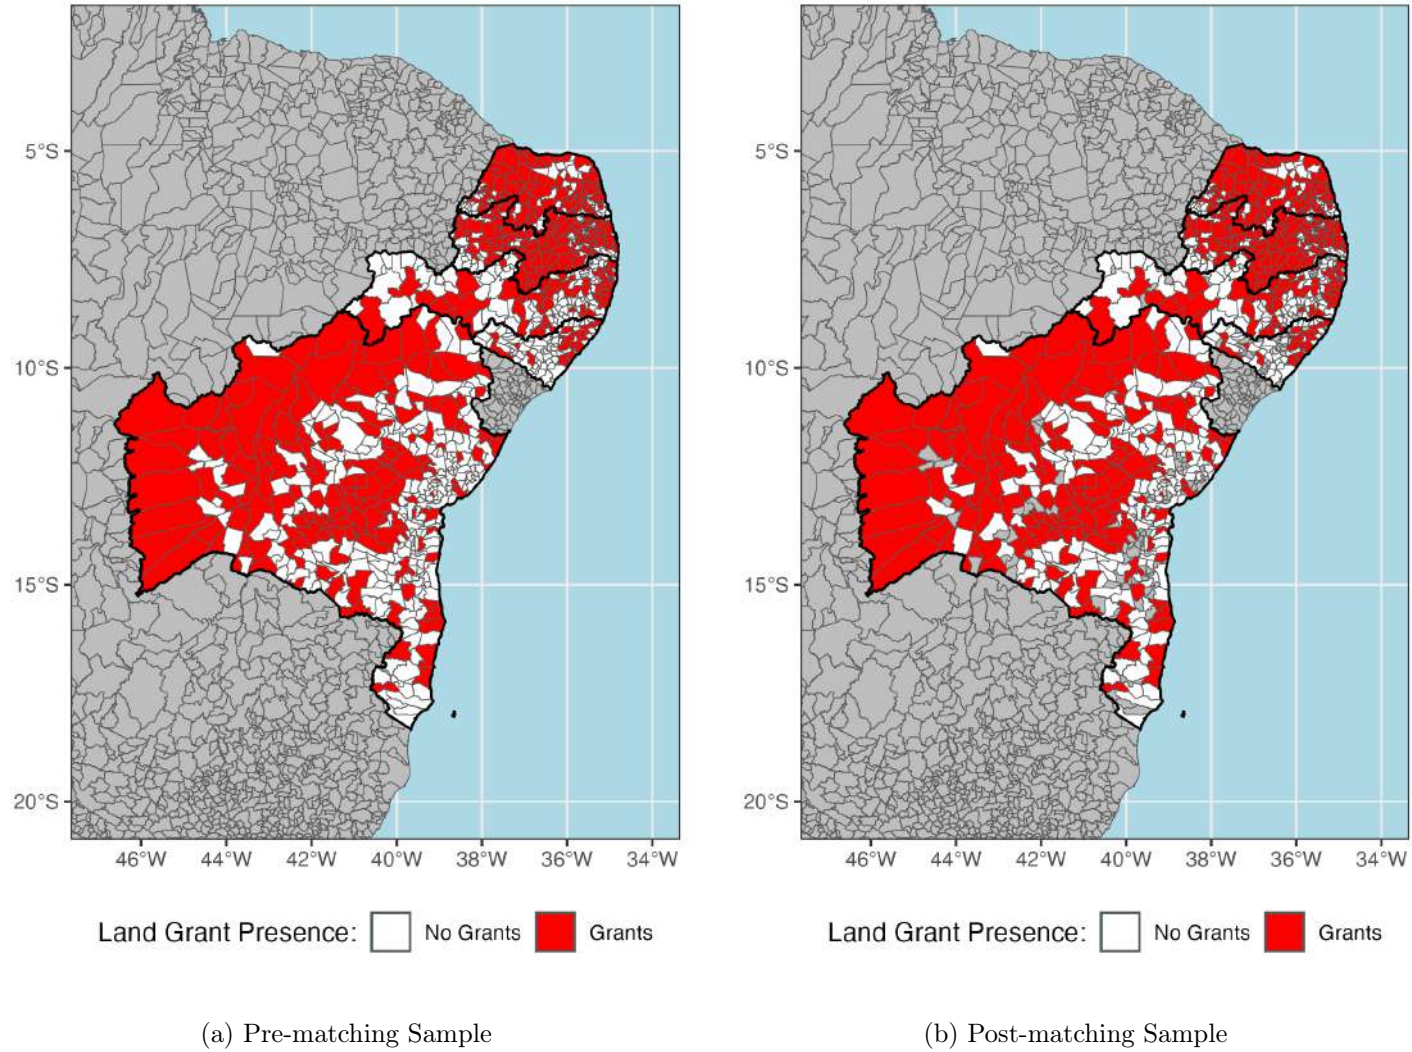 5°S
10°S
15°S
20°S
46°W 44°W 42°W 40°W 38°W 36°W 34°W
Land Grant Presence: No Grants Grants
(a) Pre-matching Sample
5°S
10°S
15°S
20°S
46°W 44°W 42°W 40°W 38°W 36°W 34°W
Land Grant Presence: No Grants Grants
(b) Post-matching Sample